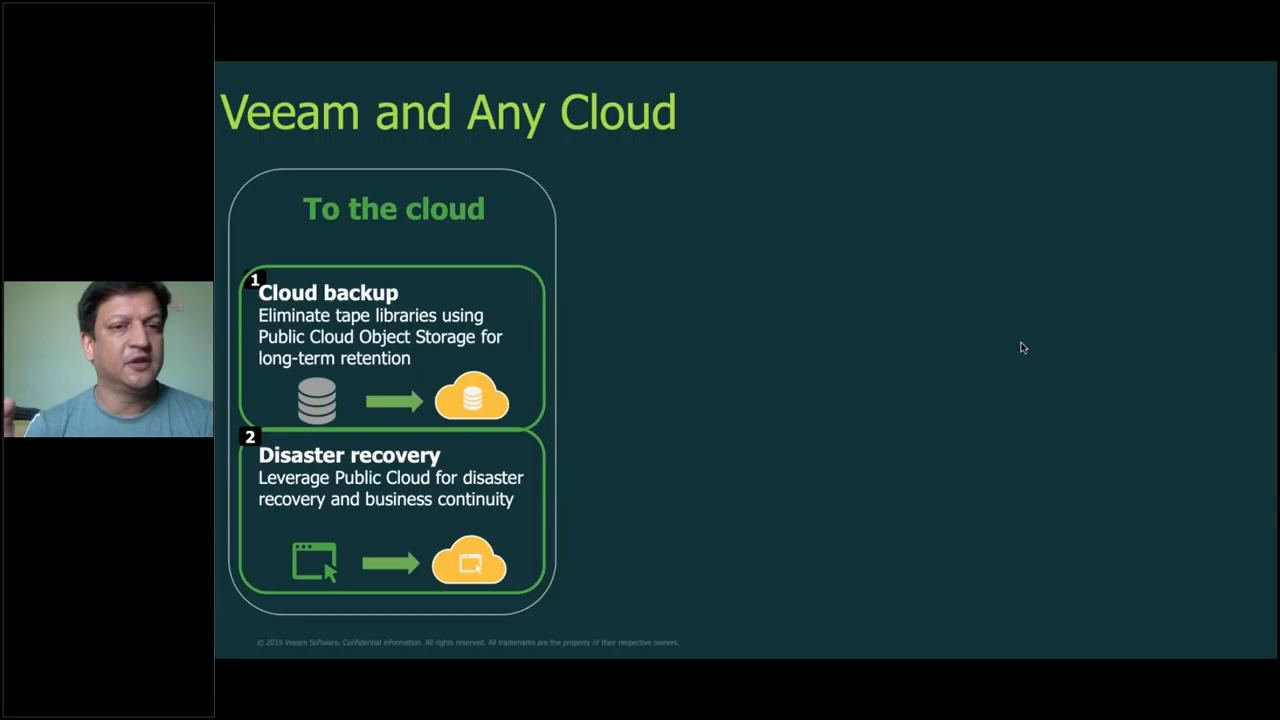 Veeam and Any Cloud
To the cloud
1
Cloud backup
Eliminate tape libraries using
Public Cloud Object Storage for
long-term retention
2
Disaster recovery
Leverage Public Cloud for disaster
recovery and business continuity
© 2019 Veeam Software. Confidential information. All rights reserved. All trademarks are the property of their respective owners.